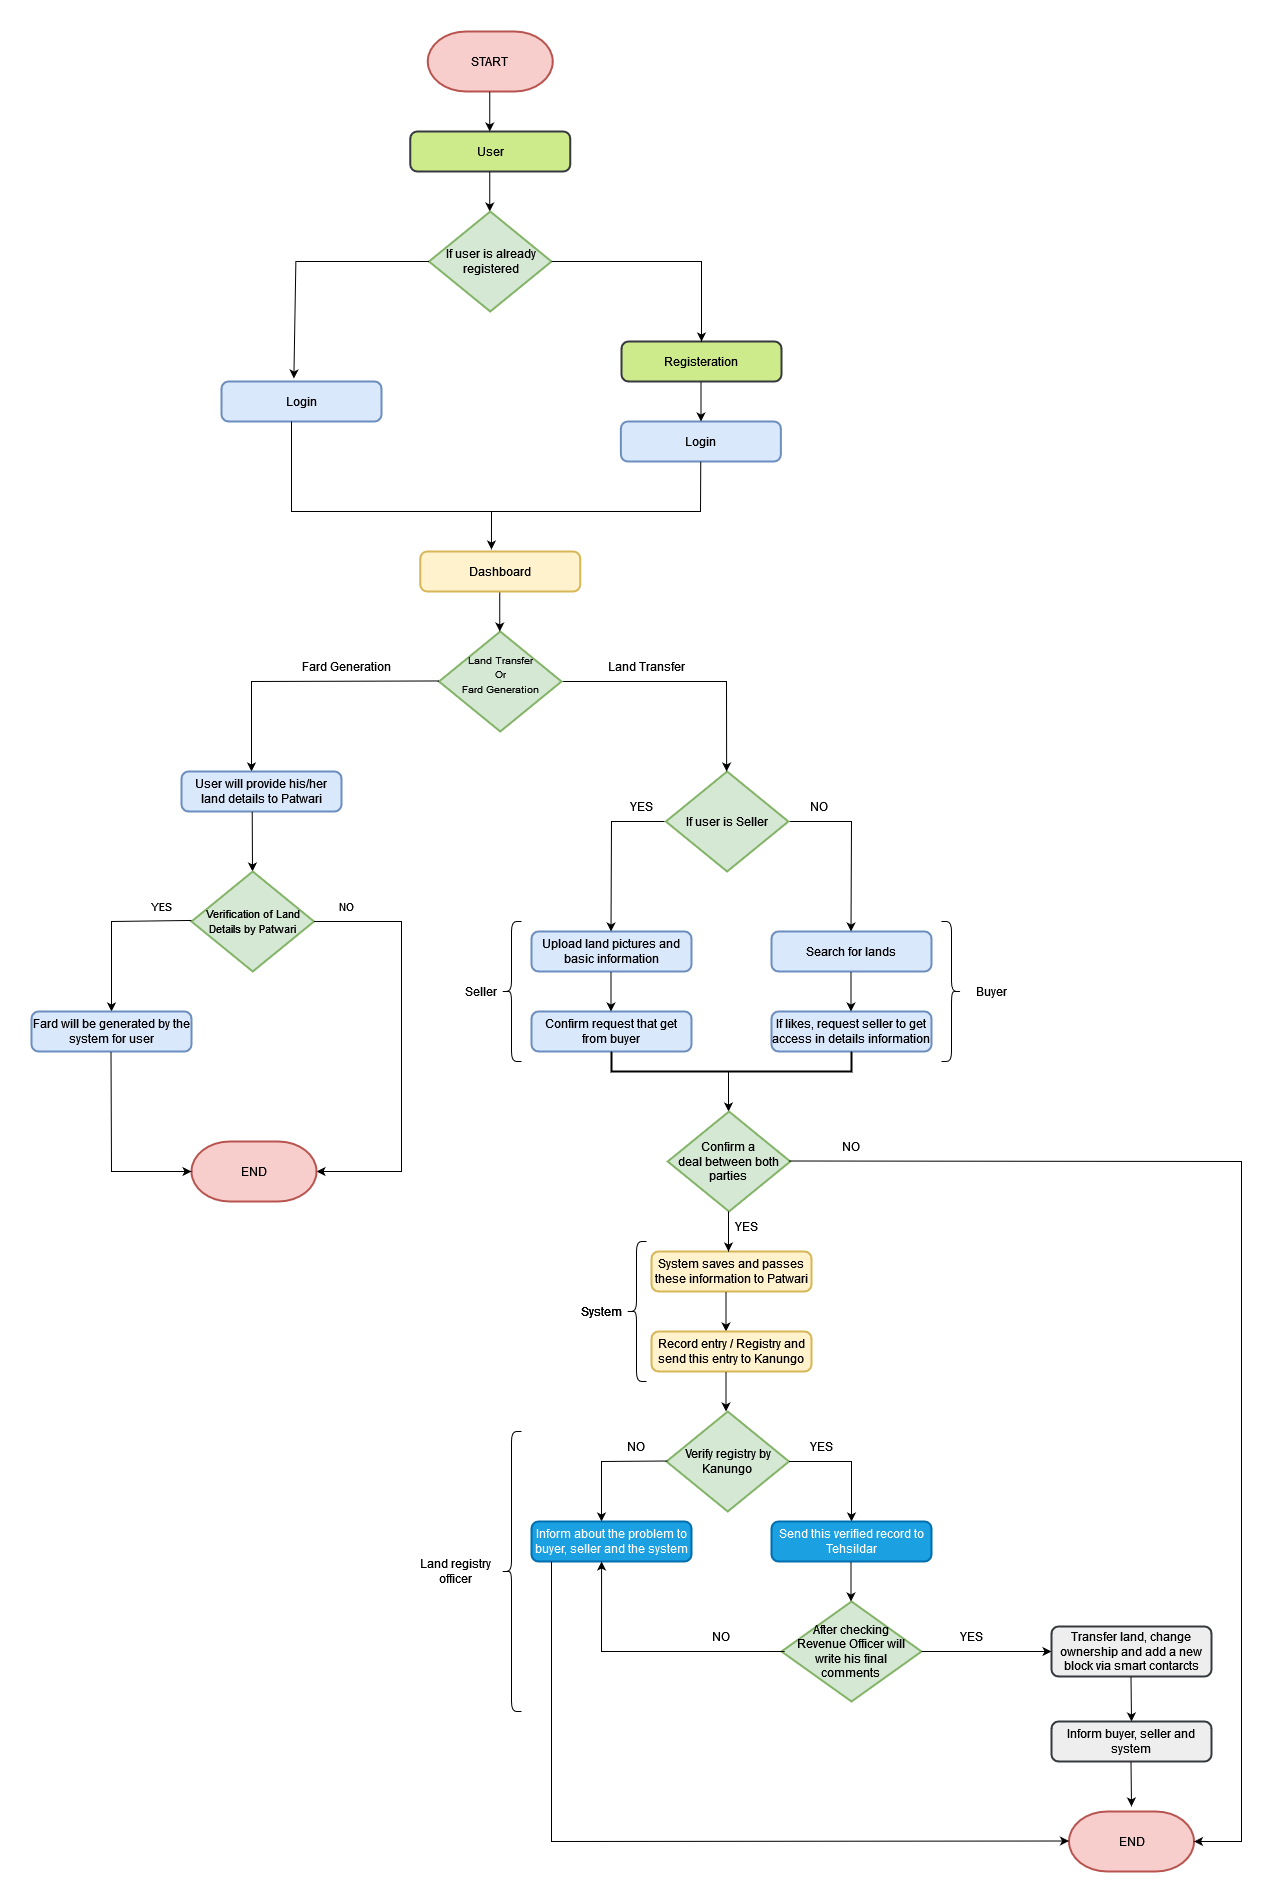 START
User
If user is already
registered
Registeration
Login
Login
Dashboard
Fard Generation
Land Transfer
Or
Fard Generation
Land Transfer
User will provide his/her
land details to Patwari
YES
If user is Seller
NO
YES
Verification of Land
Details by Patwari
NO
Upload land pictures and
basic information
Search for lands
Seller
Buyer
Fard will be generated by the
system for user
Confirm request that get
from buyer
If likes, request seller to get
access in details information
Confirm a
deal between both
parties
NO
END
YES
System saves and passes
these information to Patwari
System
Record entry / Registry and
send this entry to Kanungo
NO
Verify registry by
Kanungo
YES
Inform about the problem to
buyer, seller and the system
Send this verified record to
Tehsildar
Land registry
officer
NO
After checking
Revenue Officer will
write his final
comments
YES
Transfer land, change
ownership and add a new
block via smart contarcts
Inform buyer, seller and
system
END